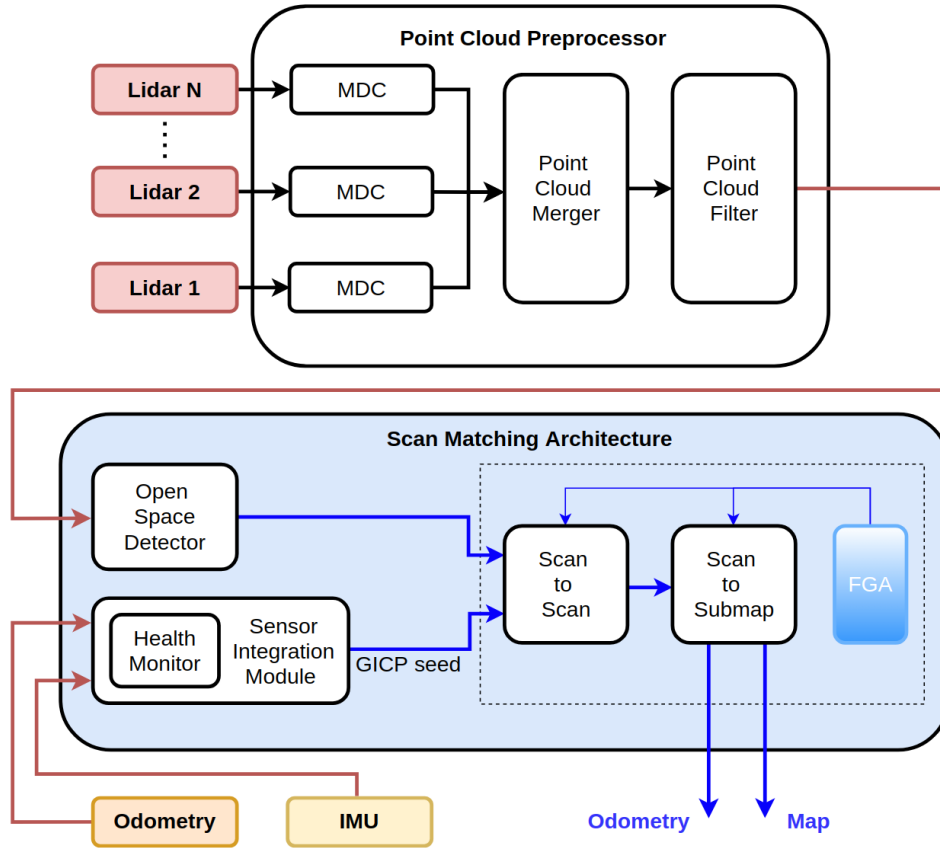 Point Cloud Preprocessor
Lidar N
MDC
Lidar 2
MDC
Lidar 1
MDC
Point
Cloud
Merger
Point
Cloud
Filter
Scan Matching Architecture
Open
Space
Detector
Health
Monitor
Sensor
Integration
Module
GICP seed
Scan
to
Scan
Scan
to
Submap
FGA
Odometry
IMU
Odometry
Map